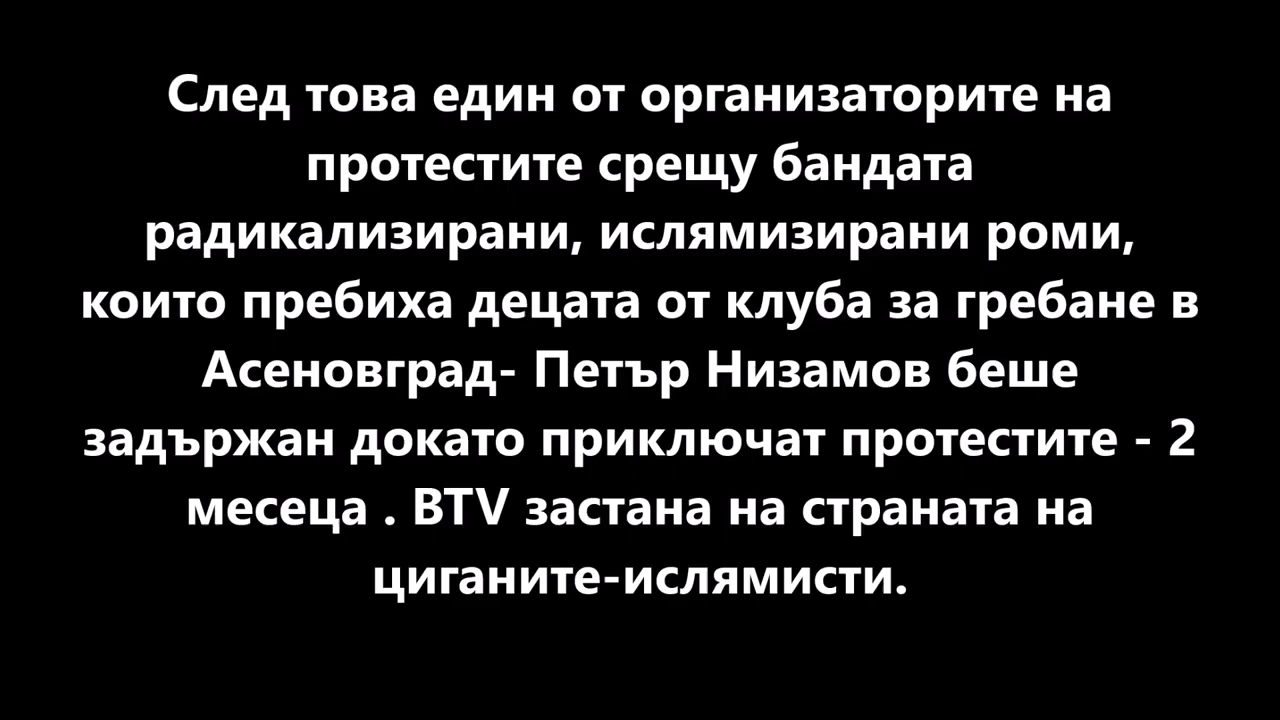 След това един от организаторите на
протестите срещу бандата
радикализирани, ислямизирани роми,
които пребиха децата от клуба за гребане в
Асеновград- Петър Низамов беше
задържан докато приключат протестите - 2
месеца . BTV застана на страната на
циганите-ислямисти.